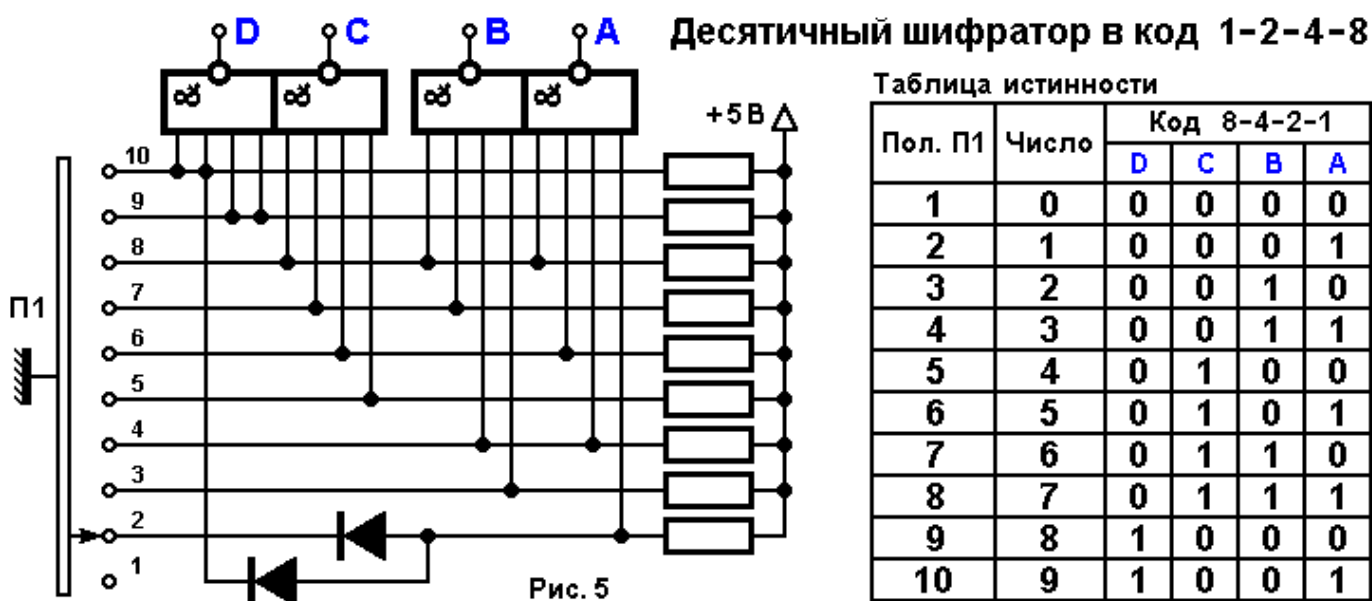 D C B A
Десятичный шифратор в код 1-2-4-8
& & & &
+5 В
10
9
8
7
6
5
4
3
2
1
П1
Рис. 5
Таблица истинности
Пол. П1 Число Код 8-4-2-1
D C B A
1 0 0 0 0 0
2 1 0 0 0 1
3 2 0 0 1 0
4 3 0 0 1 1
5 4 0 1 0 0
6 5 0 1 0 1
7 6 0 1 1 0
8 7 0 1 1 1
9 8 1 0 0 0
10 9 1 0 0 1